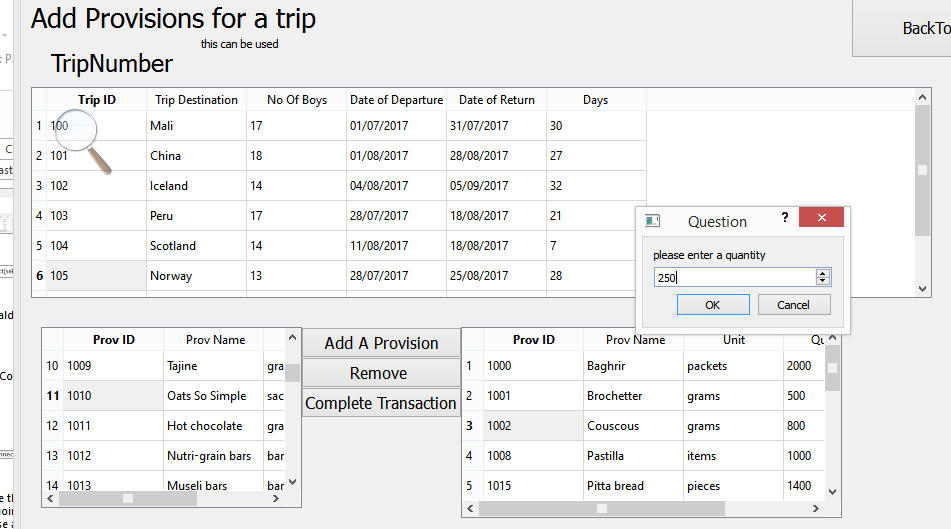 Add Provisions for a trip
BackTo
this can be used
TripNumber
Trip ID Trip Destination No Of Boys Date of Departure Date of Return Days
1 100 Mali 17 01/07/2017 31/07/2017 30
2 101 China 18 01/08/2017 28/08/2017 27
3 102 Iceland 14 04/08/2017 05/09/2017 32
4 103 Peru 17 28/07/2017 18/08/2017 21
5 104 Scotland 14 11/08/2017 18/08/2017 7
6 105 Norway 13 28/07/2017 25/08/2017 28
Question
?
please enter a quantity
250
OK Cancel
Prov ID Prov Name
10 1009 Tajine gra
11 1010 Oats So Simple sac
12 1011 Hot chocolate gra
13 1012 Nutri-grain bars bar
14 1013 Museli bars bar
Add A Provision
Remove
Complete Transaction
Prov ID Prov Name Unit Qu
1 1000 Baghrir packets 2000
2 1001 Brochetter grams 500
3 1002 Couscous grams 800
4 1008 Pastilla items 1000
5 1015 Pitta bread pieces 1400